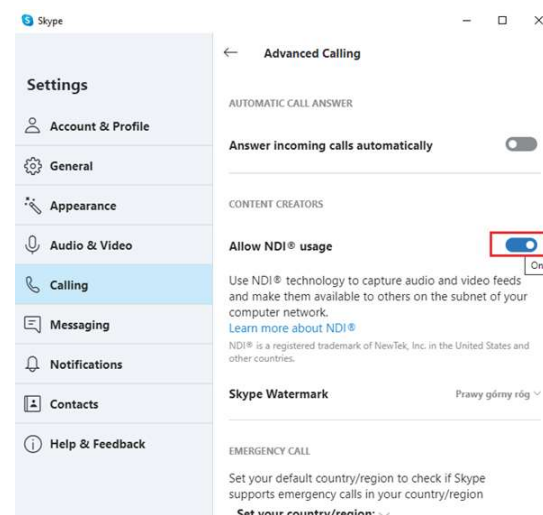 Skype
Settings
Account & Profile
General
Appearance
Audio & Video
Calling
Messaging
Notifications
Contacts
Help & Feedback
Advanced Calling
AUTOMATIC CALL ANSWER
Answer incoming calls automatically
CONTENT CREATORS
Allow NDI® usage
On
Use NDI® technology to capture audio and video feeds
and make them available to others on the subnet of your
computer network.
Learn more about NDI®
NDI® is a registered trademark of NewTek, Inc. in the United States and
other countries.
Skype Watermark Prawy górny róg
EMERGENCY CALL
Set your default country/region to check if Skype
supports emergency calls in your country/region
Set your country/region: